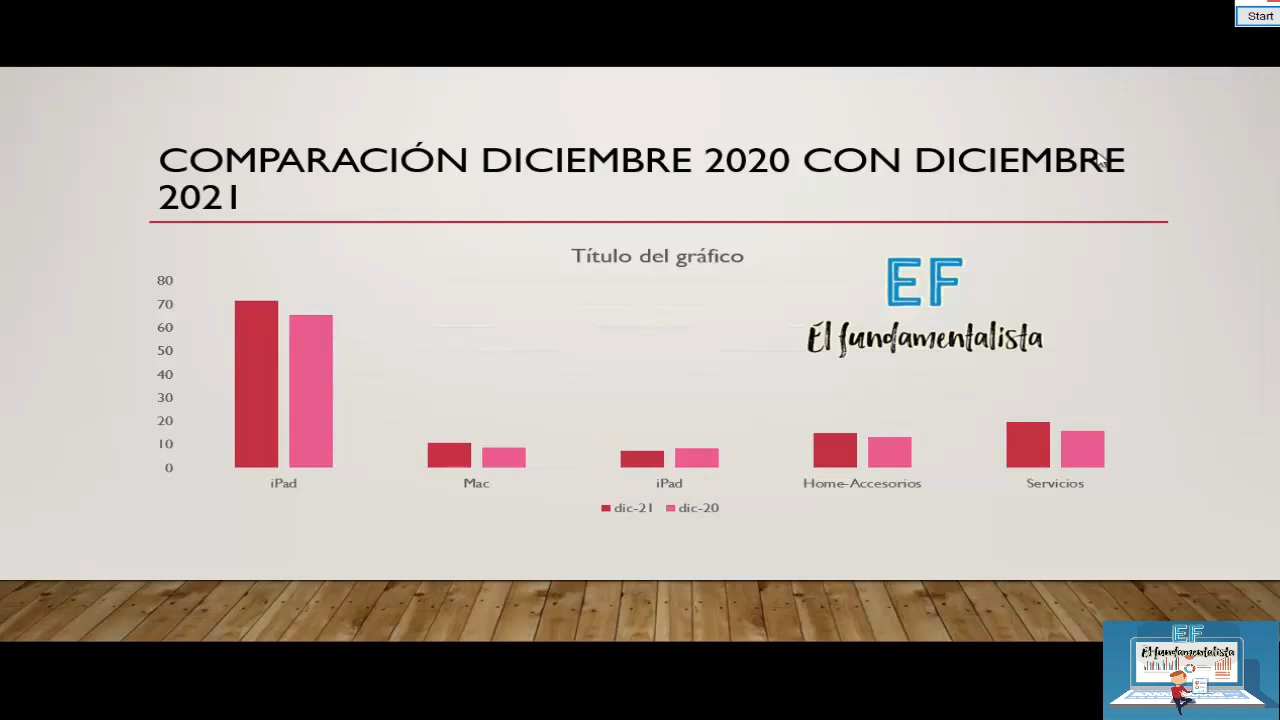 Start
COMPARACIÓN DICIEMBRE 2020 CON DICIEMBRE
2021
Título del gráfico
EF
El fundamentalista
80
70
60
50
40
30
20
10
0
iPad
Mac
iPad
Home-Accesorios
Servicios
dic-21
dic-20
EF
El fundamentalista